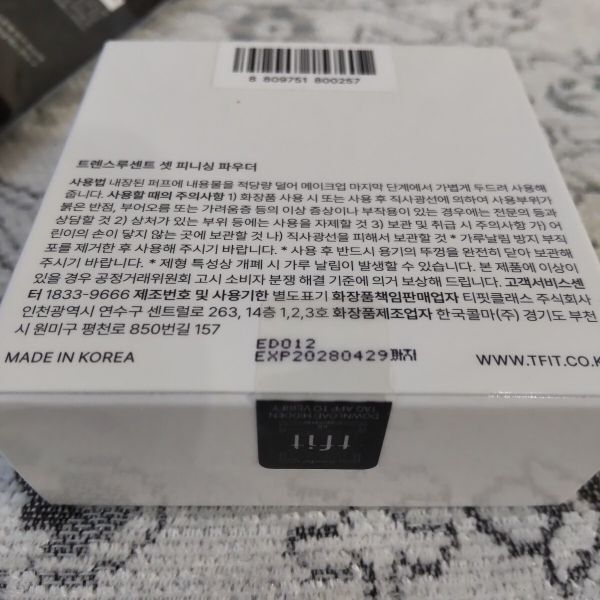 8 809751 800257
트렌스루센트 셋 피니싱 파우더
사용법 내장된 퍼프에 내용물을 적당량 덜어 메이크업 마지막 단계에서 가볍게 두드려 사용해
줍니다. 사용할 때의 주의사항 1) 화장품 사용 시 또는 사용 후 직사광선에 의하여 사용부위가
붉은 반점, 부어오름 또는 가려움증 등의 이상 증상이나 부작용이 있는 경우에는 전문의 등과
상담할 것 2) 상처가 있는 부위 등에는 사용을 자제할 것 3) 보관 및 취급 시 주의사항 가) 어
린이의 손이 닿지 않는 곳에 보관할 것 나) 직사광선을 피해서 보관할 것 * 가루날림 방지 부직
포를 제거한 후 사용해 주시기 바랍니다. * 사용 후 반드시 용기의 뚜껑을 완전히 닫아 보관해
주시기 바랍니다. * 제형 특성상 개폐 시 가루 날림이 발생할 수 있습니다. 본 제품에 이상이
있을 경우 공정거래위원회 고시 소비자 분쟁 해결 기준에 의거 보상해 드립니다. 고객서비스센
터 1833-9666 제조번호 및 사용기한 별도표기 화장품책임판매업자 티핏클래스 주식회사
인천광역시 연수구 센트럴로 263, 14층 1,2,3호 화장품제조업자 한국콜마(주) 경기도 부천
시 원미구 평천로 850번길 157
MADE IN KOREA
ED012
EXP20280429까지
WWW.TFIT.CO.K
DOWNLOAD HIDDEN
TAG APP TO VERIFY
tfit